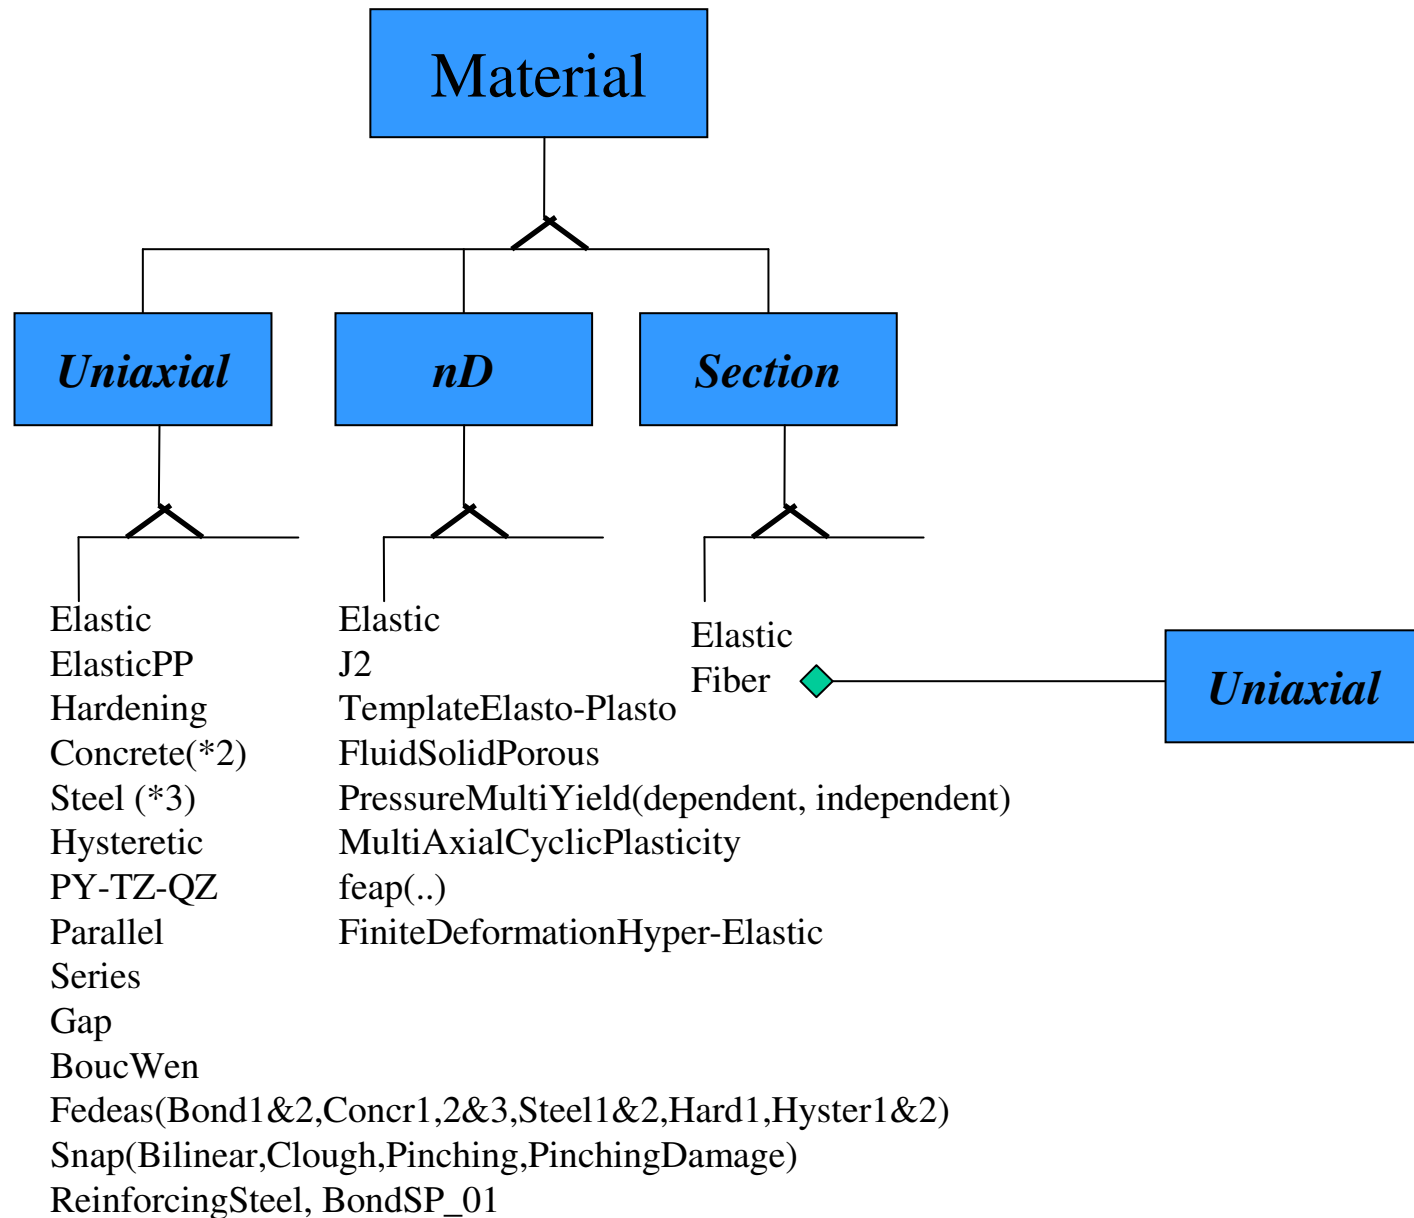 Material
Uniaxial
nD
Section
Elastic
ElasticPP
Hardening
Concrete(*2)
Steel (*3)
Hysteretic
PY-TZ-QZ
Parallel
Series
Gap
BoucWen
Fedeas(Bond1&2,Concr1,2&3,Steel1&2,Hard1,Hyster1&2)
Snap(Bilinear,Clough,Pinching,PinchingDamage)
ReinforcingSteel, BondSP_01
Elastic
J2
TemplateElasto-Plasto
FluidSolidPorous
PressureMultiYield(dependent, independent)
MultiAxialCyclicPlasticity
feap(..)
FiniteDeformationHyper-Elastic
Elastic
Fiber
Uniaxial